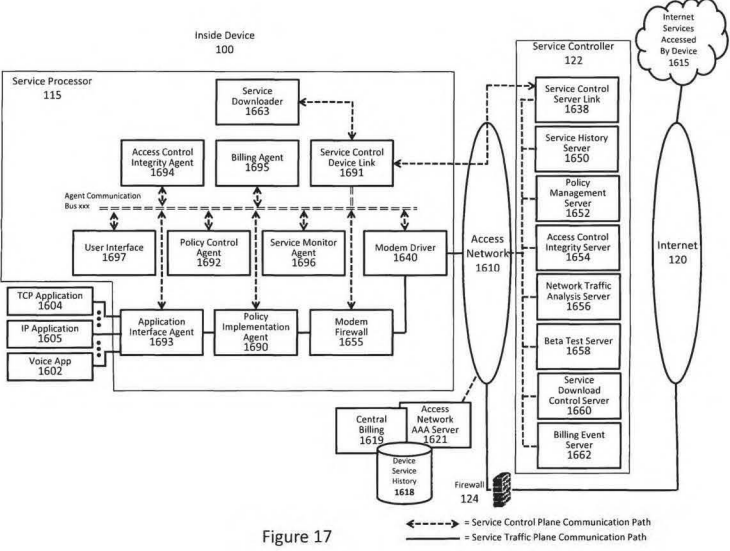 Inside Device
100
Internet
Services
Accessed
By Device
1615
Service Processor
115
Service
Downloader
1663
Access Control
Integrity Agent
1694
Billing Agent
1695
Service Control
Device Link
1691
Agent Communication
Bus xxx
User Interface
1697
Policy Control
Agent
1692
Service Monitor
Agent
1696
Modem Driver
1640
TCP Application
1604
IP Application
1605
Voice App
1602
Application
Interface Agent
1693
Policy
Implementation
Agent
1690
Modem
Firewall
1655
Access
Network
1610
Service Controller
122
Service Control
Server Link
1638
Service History
Server
1650
Policy
Management
Server
1652
Access Control
Integrity Server
1654
Network Traffic
Analysis Server
1656
Beta Test Server
1658
Service
Download
Control Server
1660
Billing Event
Server
1662
Internet
120
Central
Billing
1619
Access
Network
AAA Server
1621
Device
Service
History
1618
Firewall
124
= Service Control Plane Communication Path
= Service Traffic Plane Communication Path
Figure 17